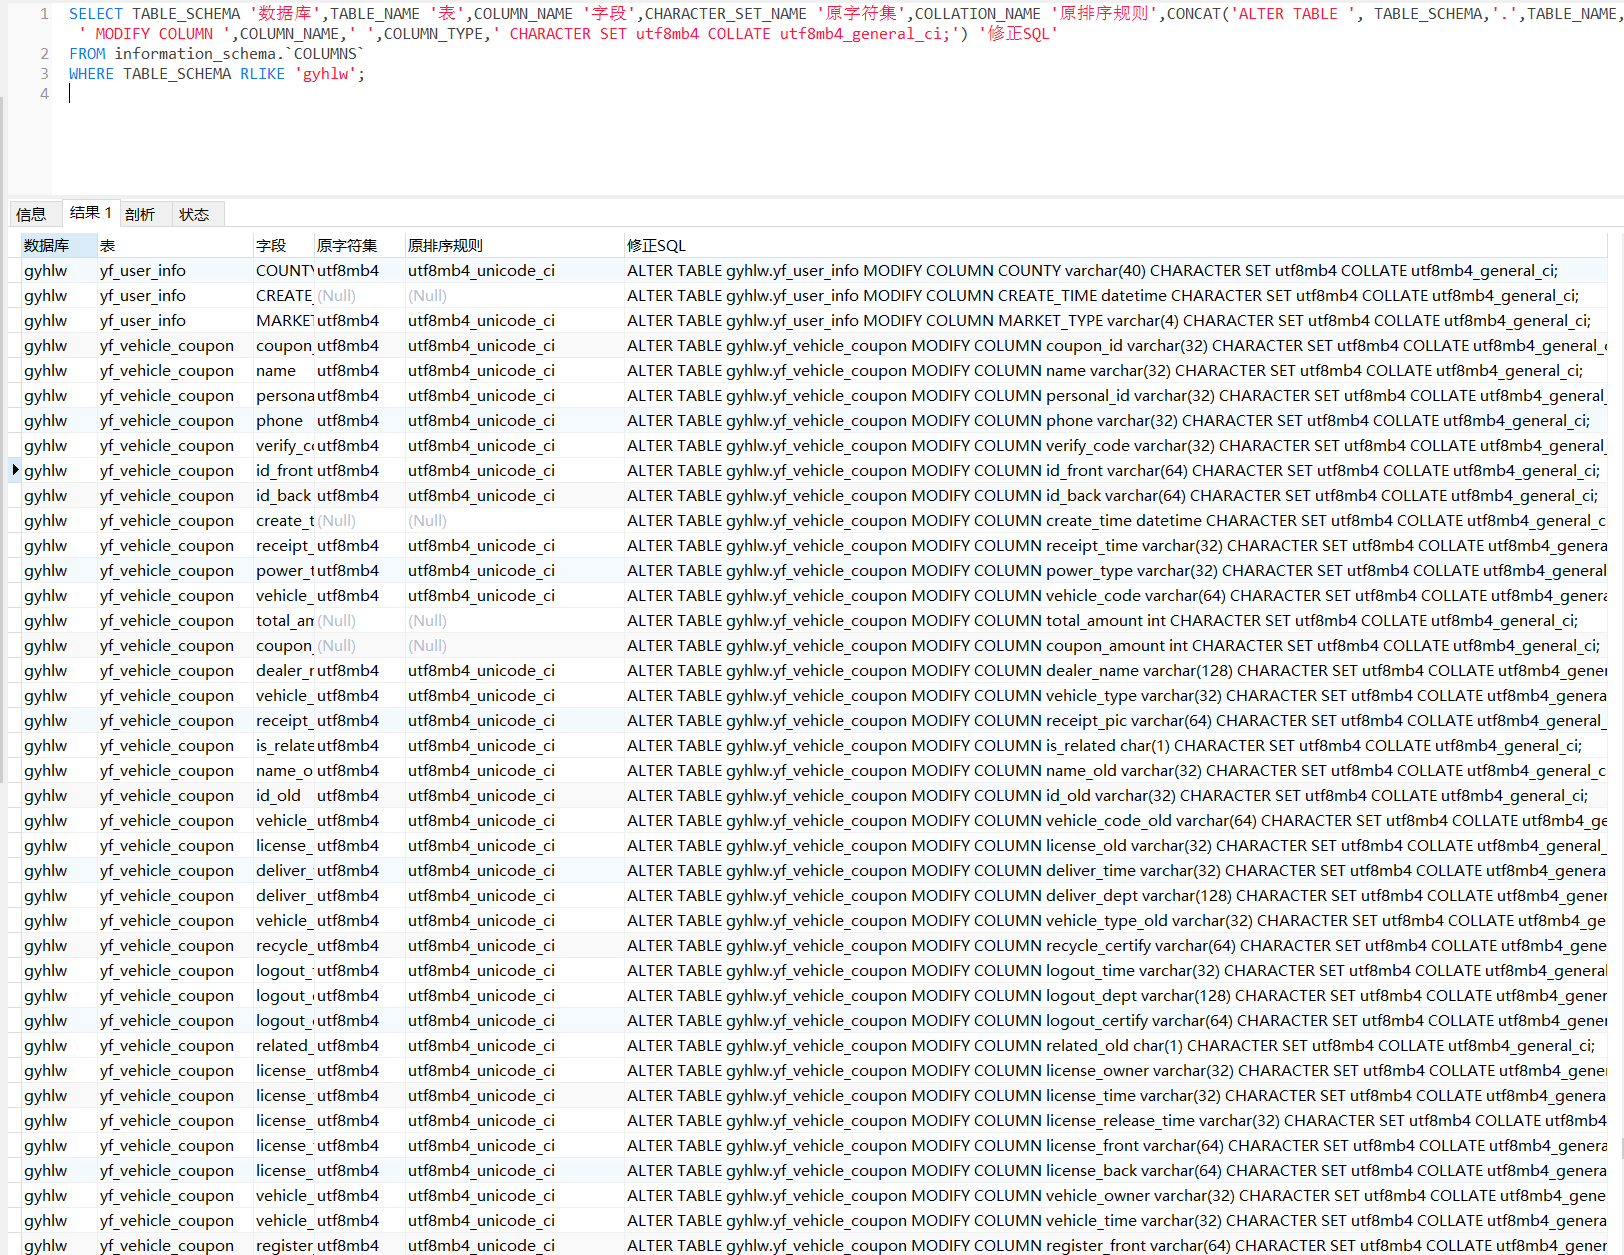 1 SELECT TABLE_SCHEMA '数据库',TABLE_NAME '表',COLUMN_NAME '字段',CHARACTER_SET_NAME '原字符集',COLLATION_NAME '原排序规则',CONCAT('ALTER TABLE ', TABLE_SCHEMA,'.',TABLE_NAME,
' MODIFY COLUMN ',COLUMN_NAME,' ',COLUMN_TYPE,' CHARACTER SET utf8mb4 COLLATE utf8mb4_general_ci;') '修正SQL'
2 FROM information_schema.`COLUMNS`
3 WHERE TABLE_SCHEMA RLIKE 'gyhlw';
4
信息 结果 1 剖析 状态
数据库 表 字段 原字符集 原排序规则 修正SQL
gyhlw yf_user_info COUNTY utf8mb4 utf8mb4_unicode_ci ALTER TABLE gyhlw.yf_user_info MODIFY COLUMN COUNTY varchar(40) CHARACTER SET utf8mb4 COLLATE utf8mb4_general_ci;
gyhlw yf_user_info CREATE_ (Null) (Null) ALTER TABLE gyhlw.yf_user_info MODIFY COLUMN CREATE_TIME datetime CHARACTER SET utf8mb4 COLLATE utf8mb4_general_ci;
gyhlw yf_user_info MARKET utf8mb4 utf8mb4_unicode_ci ALTER TABLE gyhlw.yf_user_info MODIFY COLUMN MARKET_TYPE varchar(4) CHARACTER SET utf8mb4 COLLATE utf8mb4_general_ci;
gyhlw yf_vehicle_coupon coupon_ utf8mb4 utf8mb4_unicode_ci ALTER TABLE gyhlw.yf_vehicle_coupon MODIFY COLUMN coupon_id varchar(32) CHARACTER SET utf8mb4 COLLATE utf8mb4_general_c
gyhlw yf_vehicle_coupon name utf8mb4 utf8mb4_unicode_ci ALTER TABLE gyhlw.yf_vehicle_coupon MODIFY COLUMN name varchar(32) CHARACTER SET utf8mb4 COLLATE utf8mb4_general_ci;
gyhlw yf_vehicle_coupon persona utf8mb4 utf8mb4_unicode_ci ALTER TABLE gyhlw.yf_vehicle_coupon MODIFY COLUMN personal_id varchar(32) CHARACTER SET utf8mb4 COLLATE utf8mb4_general_
gyhlw yf_vehicle_coupon phone utf8mb4 utf8mb4_unicode_ci ALTER TABLE gyhlw.yf_vehicle_coupon MODIFY COLUMN phone varchar(32) CHARACTER SET utf8mb4 COLLATE utf8mb4_general_ci;
gyhlw yf_vehicle_coupon verify_co utf8mb4 utf8mb4_unicode_ci ALTER TABLE gyhlw.yf_vehicle_coupon MODIFY COLUMN verify_code varchar(32) CHARACTER SET utf8mb4 COLLATE utf8mb4_general_
gyhlw yf_vehicle_coupon id_front utf8mb4 utf8mb4_unicode_ci ALTER TABLE gyhlw.yf_vehicle_coupon MODIFY COLUMN id_front varchar(64) CHARACTER SET utf8mb4 COLLATE utf8mb4_general_ci;
gyhlw yf_vehicle_coupon id_back utf8mb4 utf8mb4_unicode_ci ALTER TABLE gyhlw.yf_vehicle_coupon MODIFY COLUMN id_back varchar(64) CHARACTER SET utf8mb4 COLLATE utf8mb4_general_ci;
gyhlw yf_vehicle_coupon create_t (Null) (Null) ALTER TABLE gyhlw.yf_vehicle_coupon MODIFY COLUMN create_time datetime CHARACTER SET utf8mb4 COLLATE utf8mb4_general_c
gyhlw yf_vehicle_coupon receipt_ utf8mb4 utf8mb4_unicode_ci ALTER TABLE gyhlw.yf_vehicle_coupon MODIFY COLUMN receipt_time varchar(32) CHARACTER SET utf8mb4 COLLATE utf8mb4_genera
gyhlw yf_vehicle_coupon power_t utf8mb4 utf8mb4_unicode_ci ALTER TABLE gyhlw.yf_vehicle_coupon MODIFY COLUMN power_type varchar(32) CHARACTER SET utf8mb4 COLLATE utf8mb4_general
gyhlw yf_vehicle_coupon vehicle_ utf8mb4 utf8mb4_unicode_ci ALTER TABLE gyhlw.yf_vehicle_coupon MODIFY COLUMN vehicle_code varchar(64) CHARACTER SET utf8mb4 COLLATE utf8mb4_genera
gyhlw yf_vehicle_coupon total_am (Null) (Null) ALTER TABLE gyhlw.yf_vehicle_coupon MODIFY COLUMN total_amount int CHARACTER SET utf8mb4 COLLATE utf8mb4_general_ci;
gyhlw yf_vehicle_coupon coupon_ (Null) (Null) ALTER TABLE gyhlw.yf_vehicle_coupon MODIFY COLUMN coupon_amount int CHARACTER SET utf8mb4 COLLATE utf8mb4_general_ci;
gyhlw yf_vehicle_coupon dealer_r utf8mb4 utf8mb4_unicode_ci ALTER TABLE gyhlw.yf_vehicle_coupon MODIFY COLUMN dealer_name varchar(128) CHARACTER SET utf8mb4 COLLATE utf8mb4_gener
gyhlw yf_vehicle_coupon vehicle_ utf8mb4 utf8mb4_unicode_ci ALTER TABLE gyhlw.yf_vehicle_coupon MODIFY COLUMN vehicle_type varchar(32) CHARACTER SET utf8mb4 COLLATE utf8mb4_genera
gyhlw yf_vehicle_coupon receipt_ utf8mb4 utf8mb4_unicode_ci ALTER TABLE gyhlw.yf_vehicle_coupon MODIFY COLUMN receipt_pic varchar(64) CHARACTER SET utf8mb4 COLLATE utf8mb4_general_
gyhlw yf_vehicle_coupon is_relate utf8mb4 utf8mb4_unicode_ci ALTER TABLE gyhlw.yf_vehicle_coupon MODIFY COLUMN is_related char(1) CHARACTER SET utf8mb4 COLLATE utf8mb4_general_ci;
gyhlw yf_vehicle_coupon name_o utf8mb4 utf8mb4_unicode_ci ALTER TABLE gyhlw.yf_vehicle_coupon MODIFY COLUMN name_old varchar(32) CHARACTER SET utf8mb4 COLLATE utf8mb4_general_c
gyhlw yf_vehicle_coupon id_old utf8mb4 utf8mb4_unicode_ci ALTER TABLE gyhlw.yf_vehicle_coupon MODIFY COLUMN id_old varchar(32) CHARACTER SET utf8mb4 COLLATE utf8mb4_general_ci;
gyhlw yf_vehicle_coupon vehicle_ utf8mb4 utf8mb4_unicode_ci ALTER TABLE gyhlw.yf_vehicle_coupon MODIFY COLUMN vehicle_code_old varchar(64) CHARACTER SET utf8mb4 COLLATE utf8mb4_ge
gyhlw yf_vehicle_coupon license_ utf8mb4 utf8mb4_unicode_ci ALTER TABLE gyhlw.yf_vehicle_coupon MODIFY COLUMN license_old varchar(32) CHARACTER SET utf8mb4 COLLATE utf8mb4_general_
gyhlw yf_vehicle_coupon deliver_ utf8mb4 utf8mb4_unicode_ci ALTER TABLE gyhlw.yf_vehicle_coupon MODIFY COLUMN deliver_time varchar(32) CHARACTER SET utf8mb4 COLLATE utf8mb4_genera
gyhlw yf_vehicle_coupon deliver_ utf8mb4 utf8mb4_unicode_ci ALTER TABLE gyhlw.yf_vehicle_coupon MODIFY COLUMN deliver_dept varchar(128) CHARACTER SET utf8mb4 COLLATE utf8mb4_gener
gyhlw yf_vehicle_coupon vehicle_ utf8mb4 utf8mb4_unicode_ci ALTER TABLE gyhlw.yf_vehicle_coupon MODIFY COLUMN vehicle_type_old varchar(32) CHARACTER SET utf8mb4 COLLATE utf8mb4_ge
gyhlw yf_vehicle_coupon recycle_ utf8mb4 utf8mb4_unicode_ci ALTER TABLE gyhlw.yf_vehicle_coupon MODIFY COLUMN recycle_certify varchar(64) CHARACTER SET utf8mb4 COLLATE utf8mb4_gene
gyhlw yf_vehicle_coupon logout_ utf8mb4 utf8mb4_unicode_ci ALTER TABLE gyhlw.yf_vehicle_coupon MODIFY COLUMN logout_time varchar(32) CHARACTER SET utf8mb4 COLLATE utf8mb4_general
gyhlw yf_vehicle_coupon logout_ utf8mb4 utf8mb4_unicode_ci ALTER TABLE gyhlw.yf_vehicle_coupon MODIFY COLUMN logout_dept varchar(128) CHARACTER SET utf8mb4 COLLATE utf8mb4_gener
gyhlw yf_vehicle_coupon logout_ utf8mb4 utf8mb4_unicode_ci ALTER TABLE gyhlw.yf_vehicle_coupon MODIFY COLUMN logout_certify varchar(64) CHARACTER SET utf8mb4 COLLATE utf8mb4_gener
gyhlw yf_vehicle_coupon related_ utf8mb4 utf8mb4_unicode_ci ALTER TABLE gyhlw.yf_vehicle_coupon MODIFY COLUMN related_old char(1) CHARACTER SET utf8mb4 COLLATE utf8mb4_general_ci;
gyhlw yf_vehicle_coupon license_ utf8mb4 utf8mb4_unicode_ci ALTER TABLE gyhlw.yf_vehicle_coupon MODIFY COLUMN license_owner varchar(32) CHARACTER SET utf8mb4 COLLATE utf8mb4_gener
gyhlw yf_vehicle_coupon license_ utf8mb4 utf8mb4_unicode_ci ALTER TABLE gyhlw.yf_vehicle_coupon MODIFY COLUMN license_time varchar(32) CHARACTER SET utf8mb4 COLLATE utf8mb4_genera
gyhlw yf_vehicle_coupon license_ utf8mb4 utf8mb4_unicode_ci ALTER TABLE gyhlw.yf_vehicle_coupon MODIFY COLUMN license_release_time varchar(32) CHARACTER SET utf8mb4 COLLATE utf8mb4
gyhlw yf_vehicle_coupon license_ utf8mb4 utf8mb4_unicode_ci ALTER TABLE gyhlw.yf_vehicle_coupon MODIFY COLUMN license_front varchar(64) CHARACTER SET utf8mb4 COLLATE utf8mb4_genera
gyhlw yf_vehicle_coupon license_ utf8mb4 utf8mb4_unicode_ci ALTER TABLE gyhlw.yf_vehicle_coupon MODIFY COLUMN license_back varchar(64) CHARACTER SET utf8mb4 COLLATE utf8mb4_genera
gyhlw yf_vehicle_coupon vehicle_ utf8mb4 utf8mb4_unicode_ci ALTER TABLE gyhlw.yf_vehicle_coupon MODIFY COLUMN vehicle_owner varchar(32) CHARACTER SET utf8mb4 COLLATE utf8mb4_gene
gyhlw yf_vehicle_coupon vehicle_ utf8mb4 utf8mb4_unicode_ci ALTER TABLE gyhlw.yf_vehicle_coupon MODIFY COLUMN vehicle_time varchar(32) CHARACTER SET utf8mb4 COLLATE utf8mb4_genera
gyhlw yf_vehicle_coupon register_ utf8mb4 utf8mb4_unicode_ci ALTER TABLE gyhlw.yf_vehicle_coupon MODIFY COLUMN register_front varchar(64) CHARACTER SET utf8mb4 COLLATE utf8mb4_gener